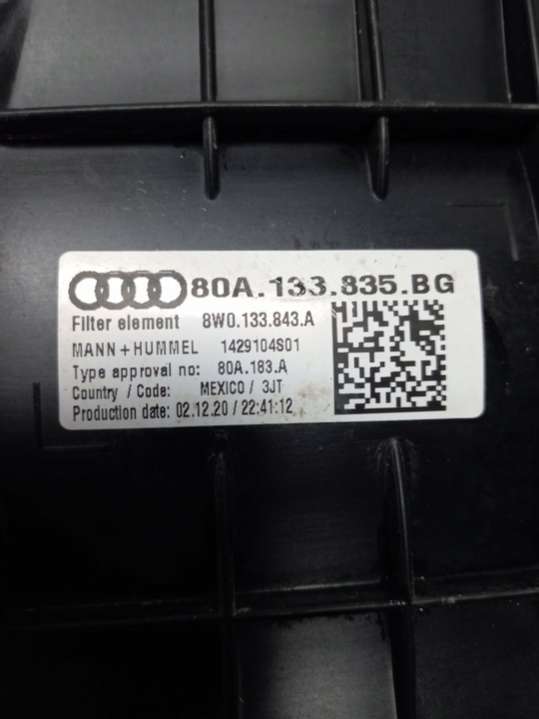 80A.133.835.BG
Filter element 8W0.133.843.A
MANN+HUMMEL 1429104S01
Type approval no: 80A.183.A
Country / Code: MEXICO / 3JT
Production date: 02.12.20 / 22:41:12